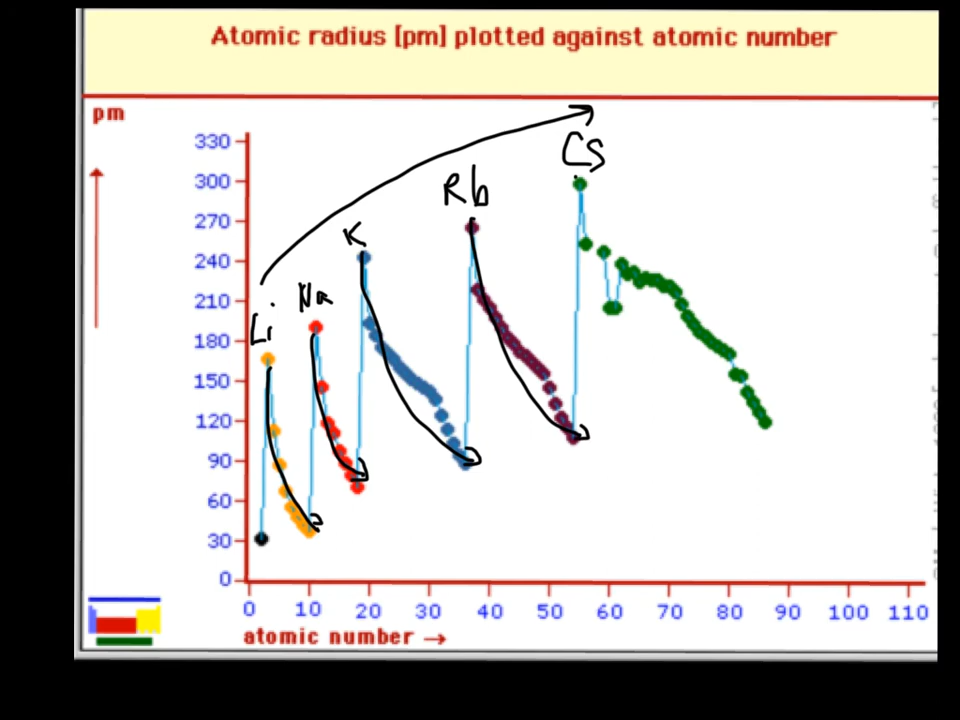 Atomic radius [pm] plotted against atomic number
pm
330
300
270
240
210
180
150
120
90
60
30
0
Li
Na
K
Rb
Cs
0 10 20 30 40 50 60 70 80 90 100 110
atomic number →